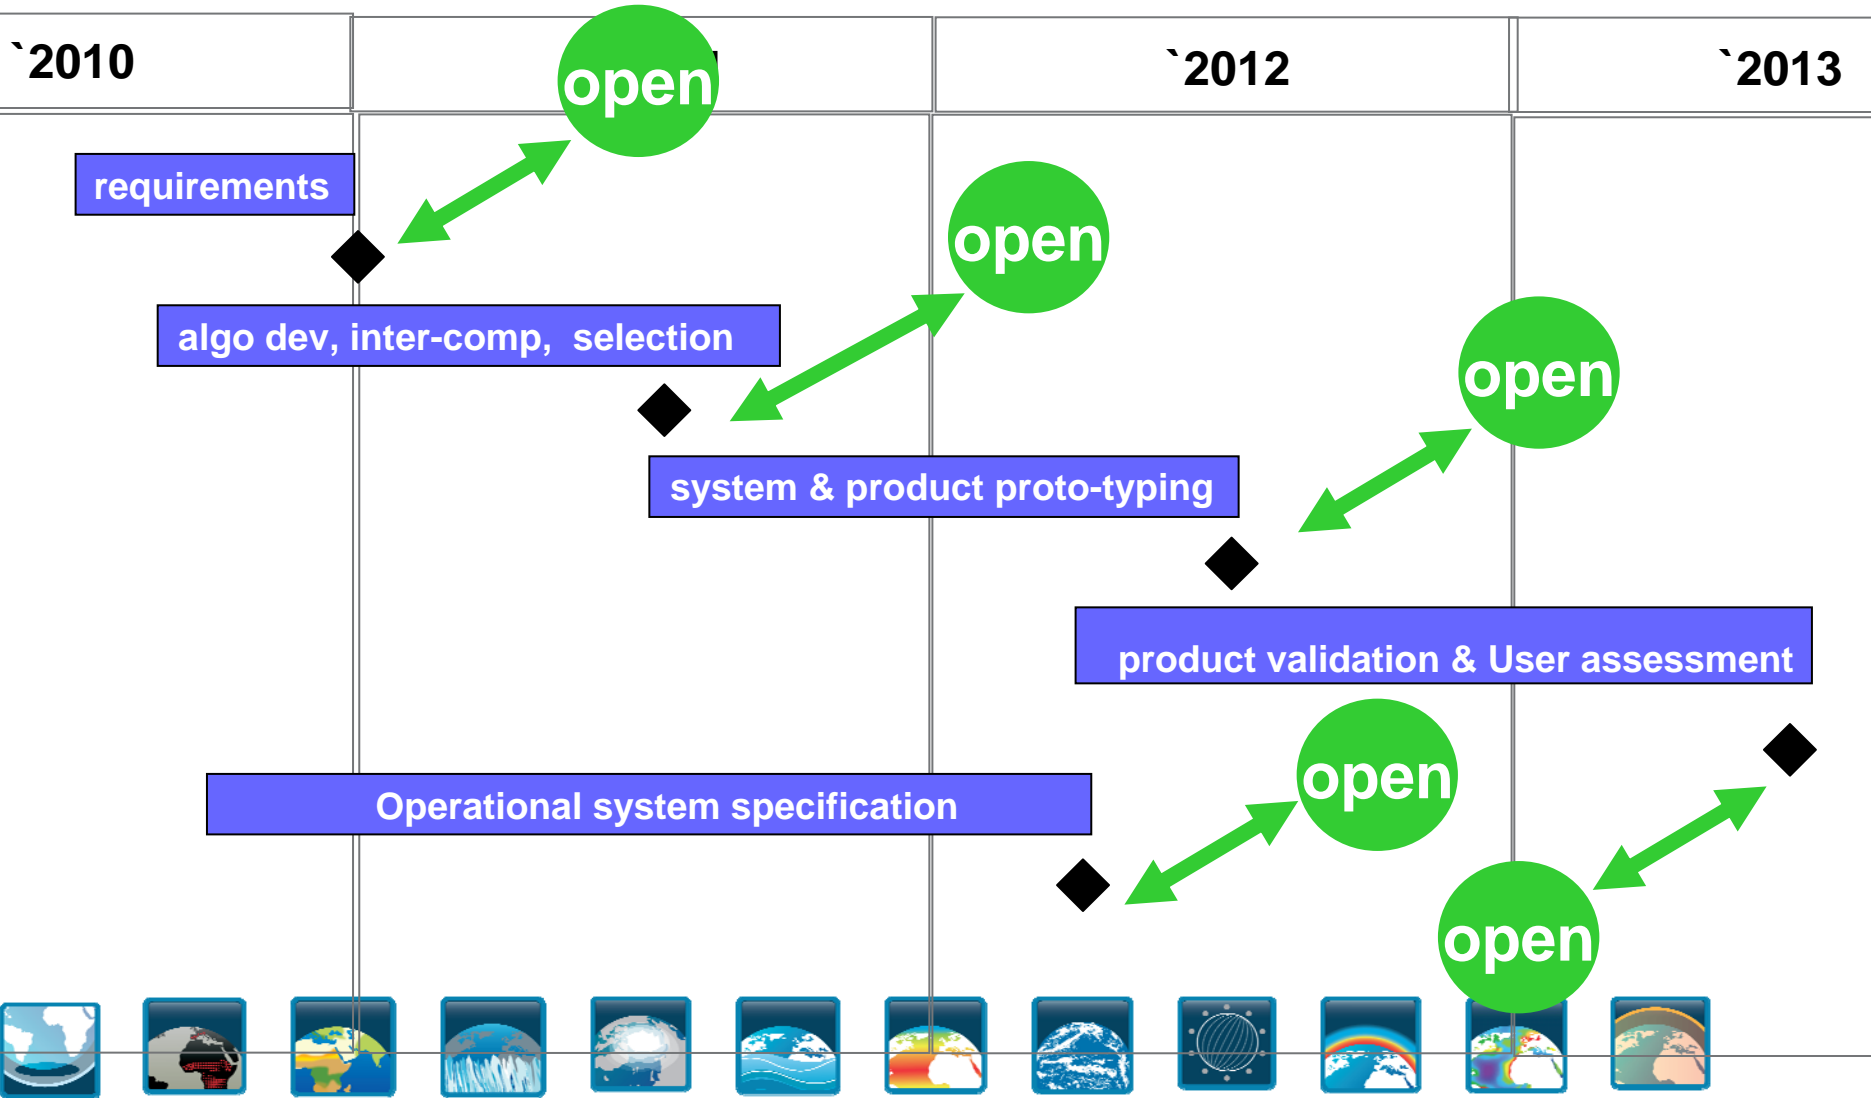 `2010
open
`2012
`2013
requirements
open
algo dev, inter-comp,  selection
open
system & product proto-typing
product validation & User assessment
open
Operational system specification
open